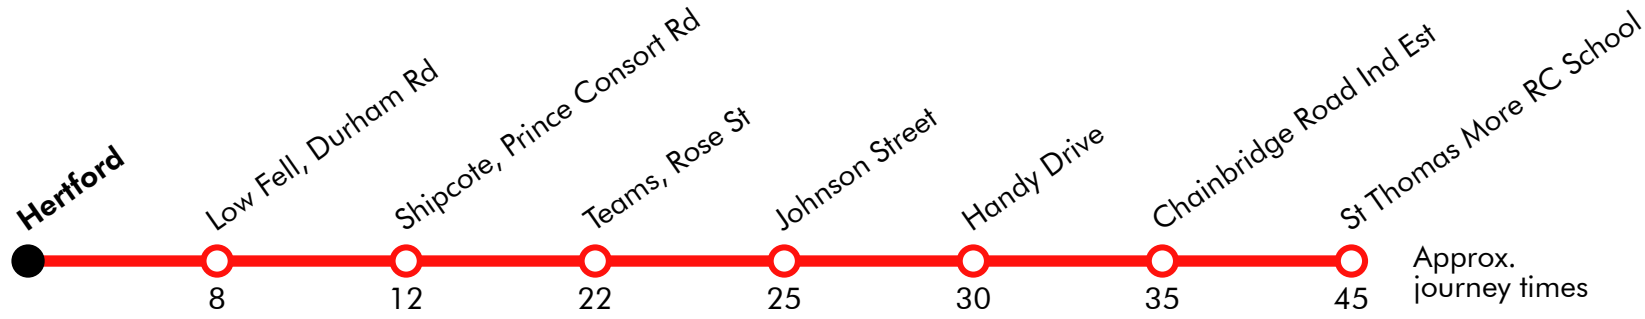 Hertford
Low Fell, Durham Rd
Shipcote, Prince Consort Rd
Teams, Rose St
Johnson Street
Handy Drive
Chainbridge Road Ind Est
St Thomas More RC School
8
12
22
25
30
35
45
Approx.
journey times